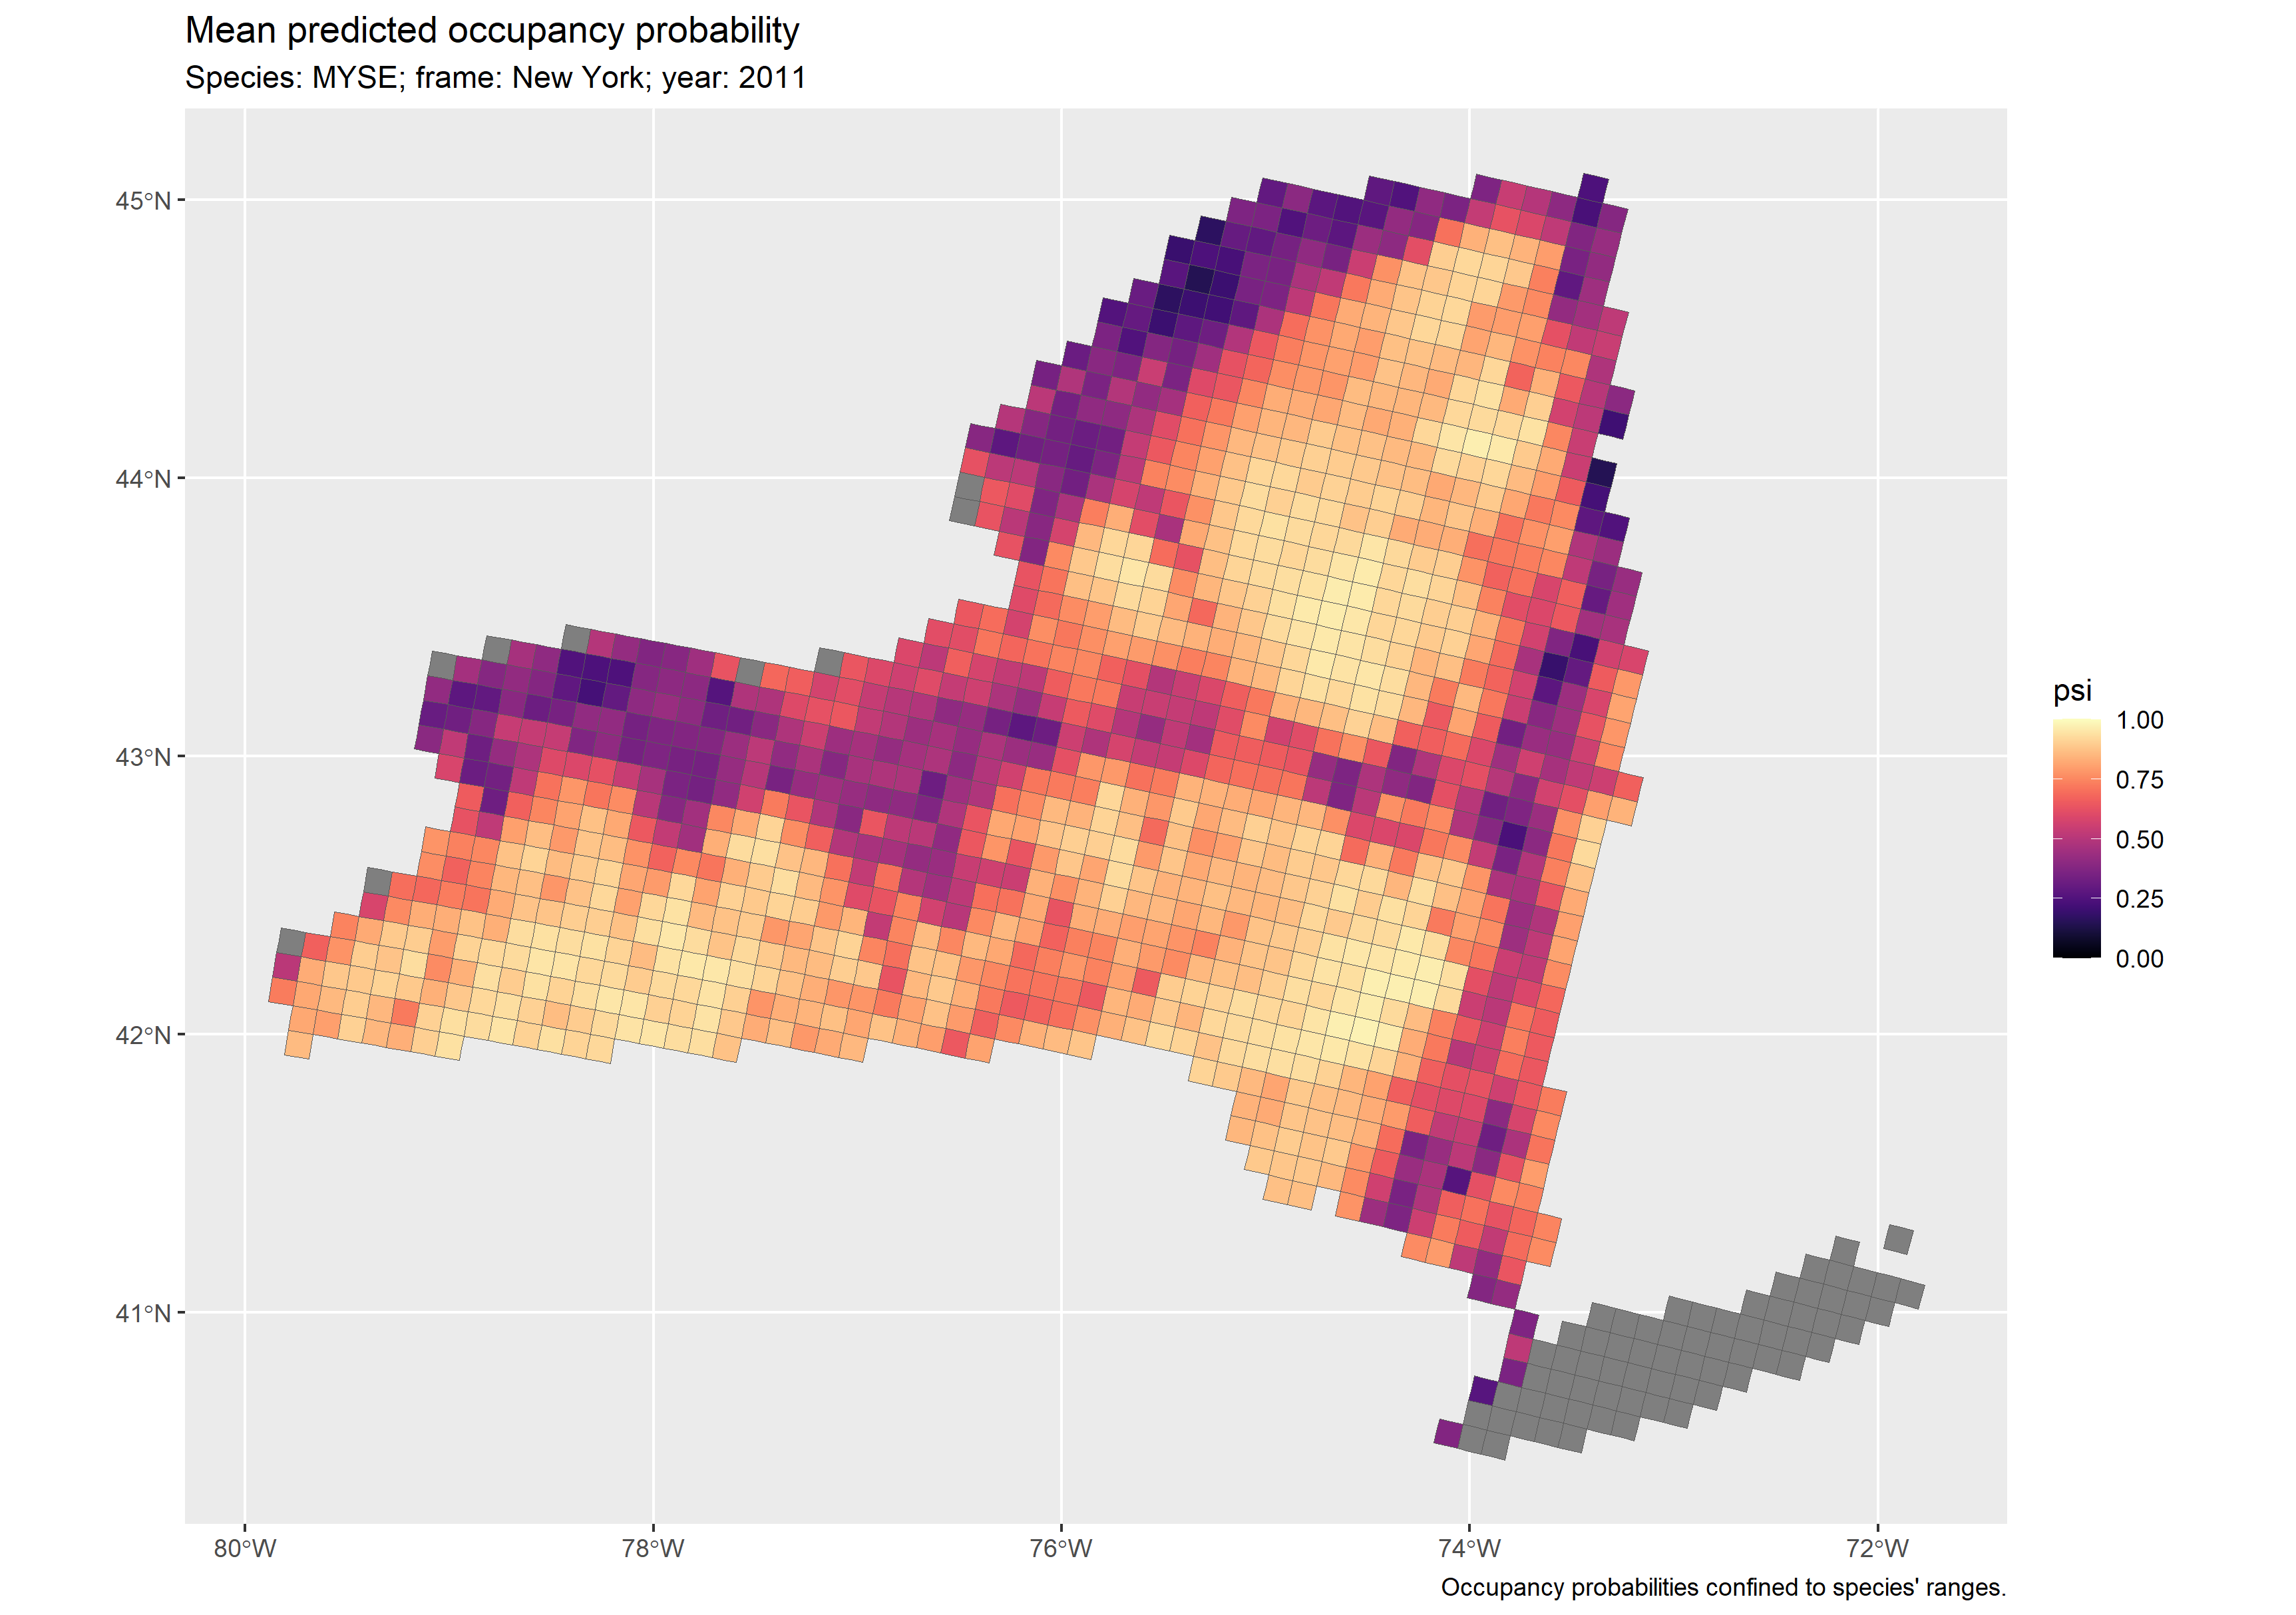 Mean predicted occupancy probability
Species: MYSE; frame: New York; year: 2011
45°N
44°N
43°N
42°N
41°N
80°W
78°W
76°W
74°W
72°W
psi
1.00
0.75
0.50
0.25
0.00
Occupancy probabilities confined to species' ranges.